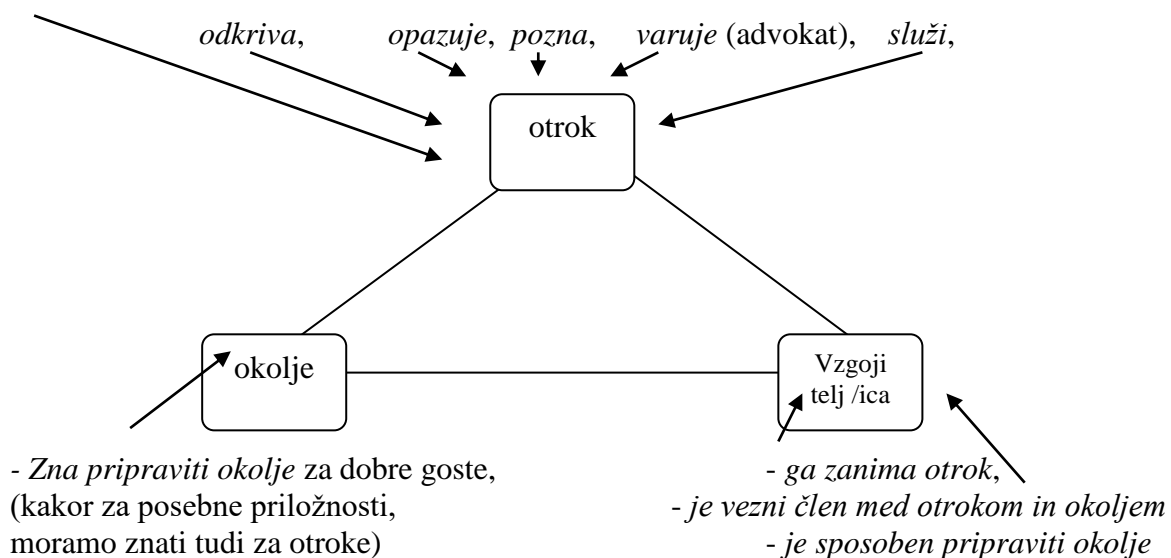 odkriva, opazuje, pozna, varuje (advokat), služi,
otrok
okolje
Vzgoji
telj /ica
- Zna pripraviti okolje za dobre goste,
(kakor za posebne priložnosti,
moramo znati tudi za otroke)
- ga zanima otrok,
- je vezni člen med otrokom in okoljem
- je sposoben pripraviti okolje